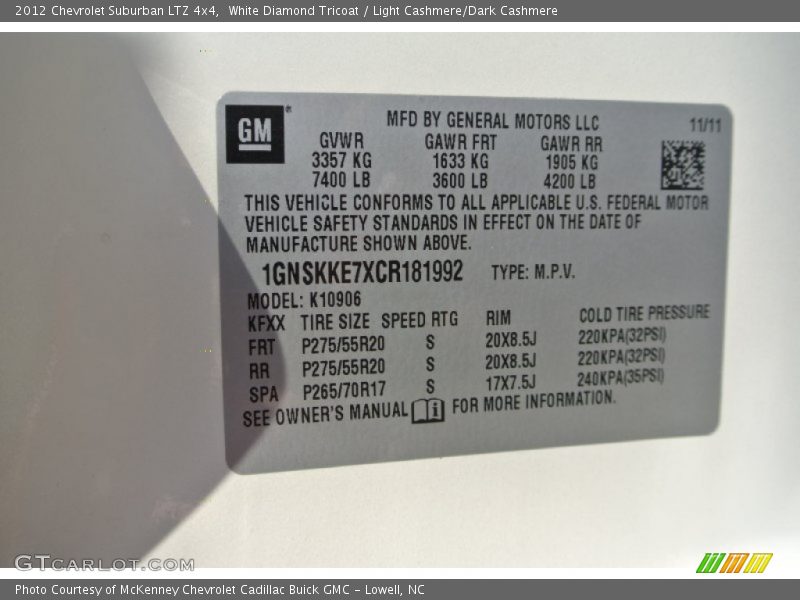 2012 Chevrolet Suburban LTZ 4x4, White Diamond Tricoat / Light Cashmere/Dark Cashmere
GM
MFD BY GENERAL MOTORS LLC 11/11
GVWR GAWR FRT GAWR RR
3357 KG 1633 KG 1905 KG
7400 LB 3600 LB 4200 LB
THIS VEHICLE CONFORMS TO ALL APPLICABLE U.S. FEDERAL MOTOR
VEHICLE SAFETY STANDARDS IN EFFECT ON THE DATE OF
MANUFACTURE SHOWN ABOVE.
1GNSKKE7XCR181992 TYPE: M.P.V.
MODEL: K10906
KFXX TIRE SIZE SPEED RTG RIM COLD TIRE PRESSURE
FRT P275/55R20 S 20X8.5J 220KPA(32PSI)
RR P275/55R20 S 20X8.5J 220KPA(32PSI)
SPA P265/70R17 S 17X7.5J 240KPA(35PSI)
SEE OWNER'S MANUAL i FOR MORE INFORMATION.
GTCarLot.com
Photo Courtesy of McKenney Chevrolet Cadillac Buick GMC - Lowell, NC